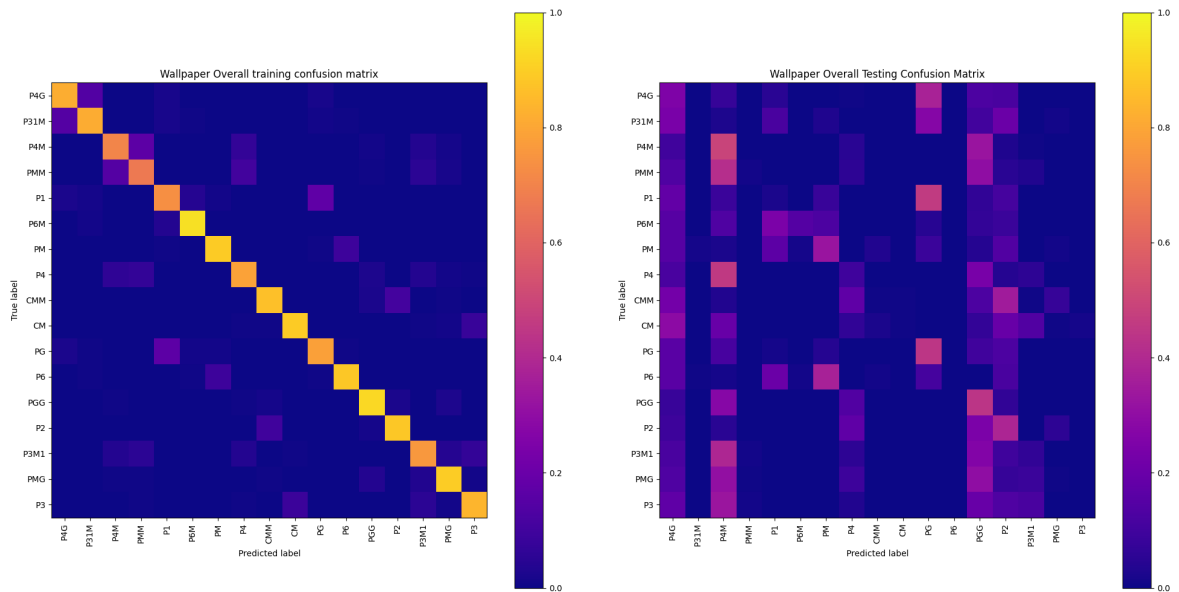 Wallpaper Overall training confusion matrix
True label
P4G
P31M
P4M
PMM
P1
P6M
PM
P4
CMM
CM
PG
P6
PGG
P2
P3M1
PMG
P3
P4G
P31M
P4M
PMM
P1
P6M
PM
P4
CMM
CM
PG
P6
PGG
P2
P3M1
PMG
P3
Predicted label
1.0
0.8
0.6
0.4
0.2
0.0
Wallpaper Overall Testing Confusion Matrix
True label
P4G
P31M
P4M
PMM
P1
P6M
PM
P4
CMM
CM
PG
P6
PGG
P2
P3M1
PMG
P3
P4G
P31M
P4M
PMM
P1
P6M
PM
P4
CMM
CM
PG
P6
PGG
P2
P3M1
PMG
P3
Predicted label
1.0
0.8
0.6
0.4
0.2
0.0